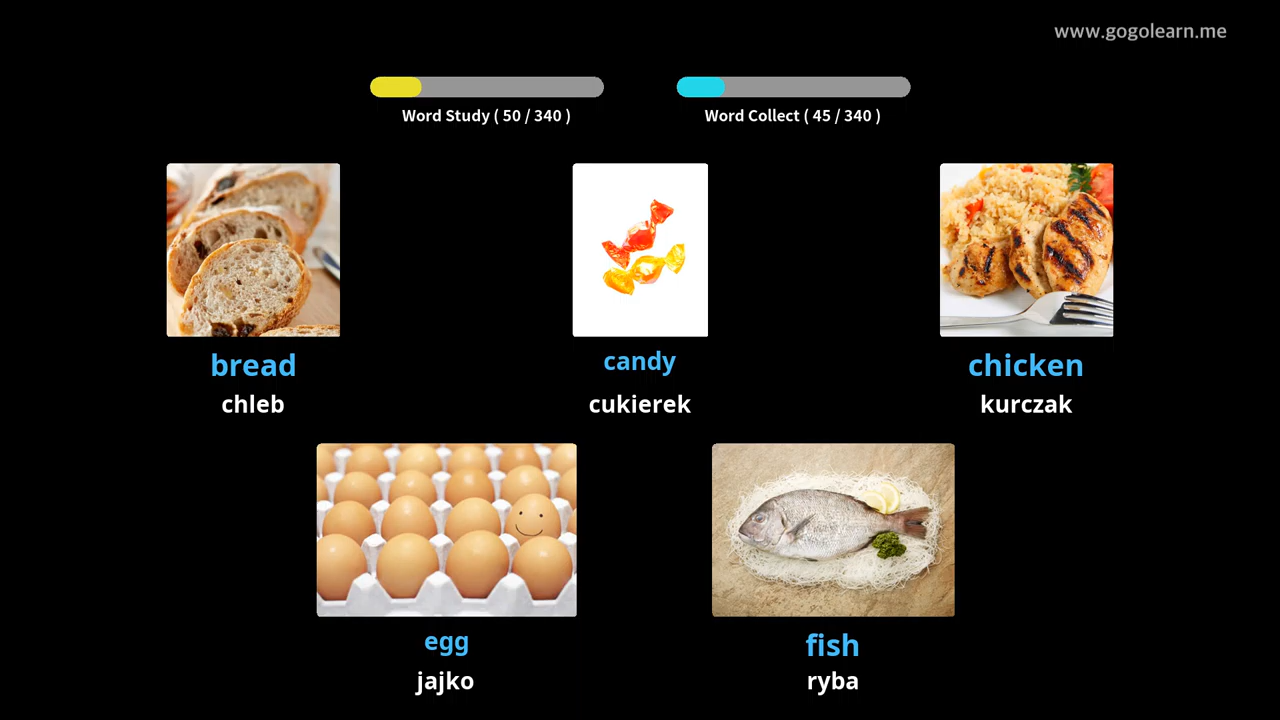 www.gogolearn.me
Word Study ( 50 / 340 )
Word Collect ( 45 / 340 )
bread
chleb
candy
cukierek
chicken
kurczak
egg
jajko
fish
ryba